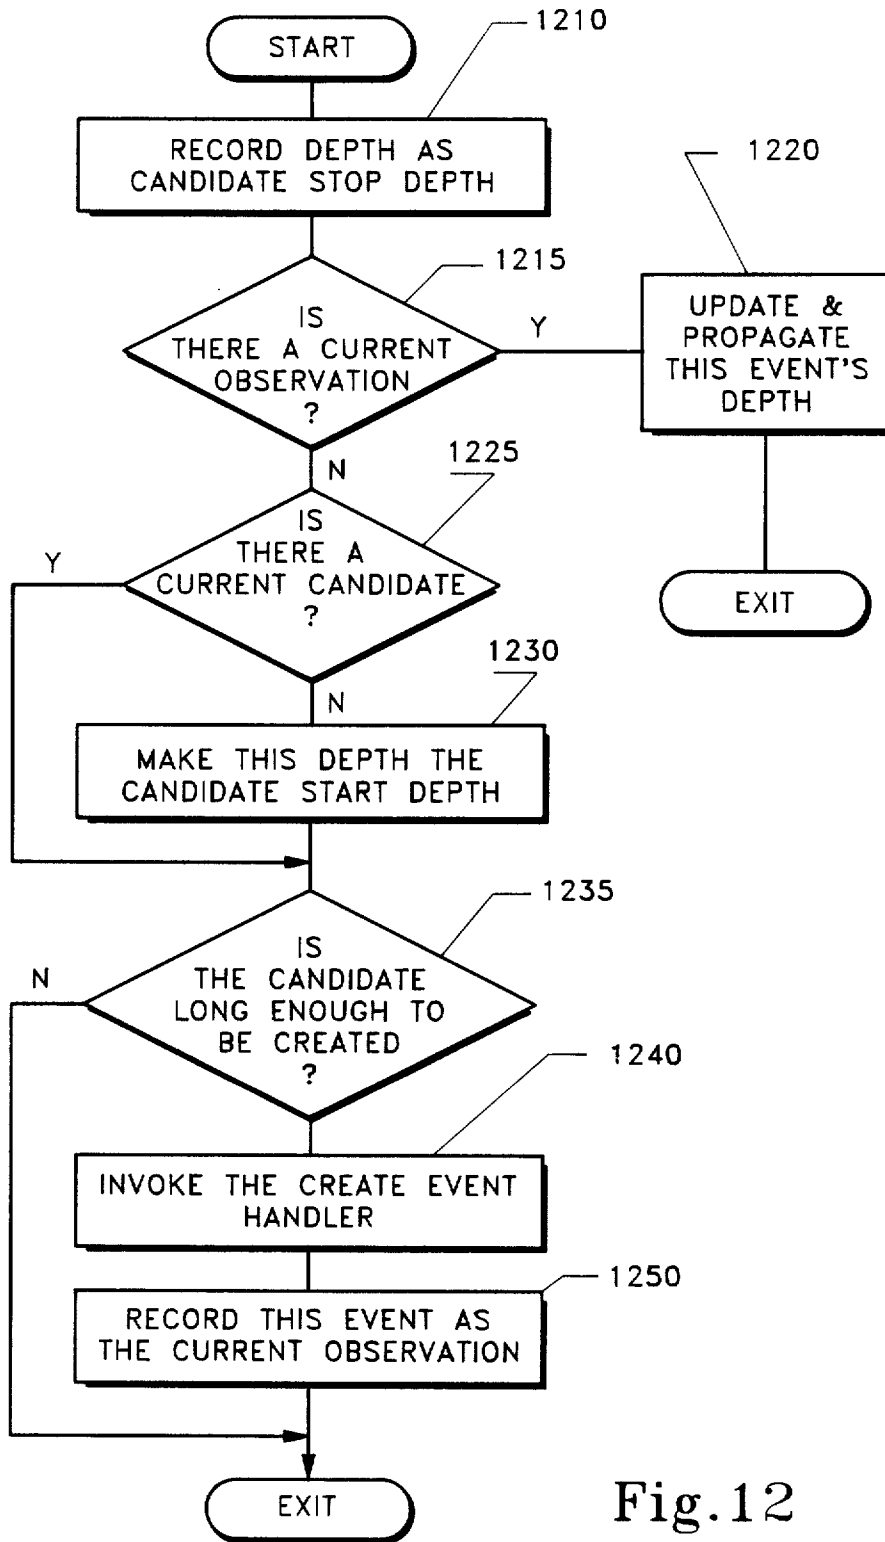 START
1210
RECORD DEPTH AS
CANDIDATE STOP DEPTH
1215
IS
THERE A CURRENT
OBSERVATION
?
Y
N
1220
UPDATE &
PROPAGATE
THIS EVENT'S
DEPTH
EXIT
1225
IS
THERE A
CURRENT CANDIDATE
?
Y
N
1230
MAKE THIS DEPTH THE
CANDIDATE START DEPTH
1235
IS
THE CANDIDATE
LONG ENOUGH TO
BE CREATED
?
N
1240
INVOKE THE CREATE EVENT
HANDLER
1250
RECORD THIS EVENT AS
THE CURRENT OBSERVATION
EXIT
Fig.12